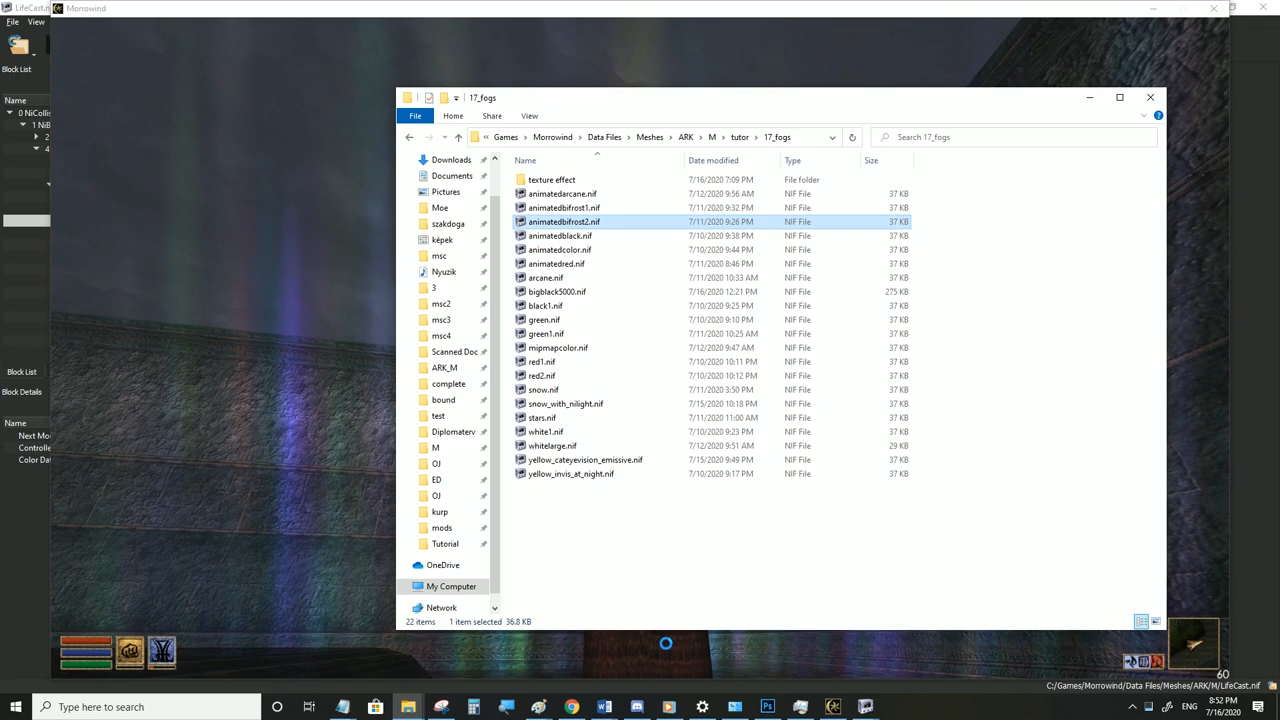 LifeCast.n
Morrowind
File View
Block List
Name
0 NiCollis
1 NiB
2
4
Block List
Block Details
Name
Next Mo
Controlle
Color Da
17_fogs
File Home Share View
« Games > Morrowind > Data Files > Meshes > ARK > M > tutor > 17_fogs
Search 17_fogs
Downloads
Documents
Pictures
Moe
szakdoga
képek
msc
Nyuzik
3
msc2
msc3
msc4
Scanned Doc
ARK_M
complete
bound
test
Diplomaterv
M
OJ
ED
OJ
kurp
mods
Tutorial
OneDrive
My Computer
Network
Name Date modified Type Size
texture effect 7/16/2020 7:09 PM File folder
animatedarcane.nif 7/12/2020 9:56 AM NIF File 37 KB
animatedbifrost1.nif 7/11/2020 9:32 PM NIF File 37 KB
animatedbifrost2.nif 7/11/2020 9:26 PM NIF File 37 KB
animatedblack.nif 7/10/2020 9:38 PM NIF File 37 KB
animatedcolor.nif 7/10/2020 9:44 PM NIF File 37 KB
animatedred.nif 7/11/2020 8:46 PM NIF File 37 KB
arcane.nif 7/11/2020 10:33 AM NIF File 37 KB
bigblack5000.nif 7/16/2020 12:21 PM NIF File 275 KB
black1.nif 7/10/2020 9:25 PM NIF File 37 KB
green.nif 7/10/2020 9:10 PM NIF File 37 KB
green1.nif 7/11/2020 10:25 AM NIF File 37 KB
mipmapcolor.nif 7/12/2020 9:47 AM NIF File 37 KB
red1.nif 7/10/2020 10:11 PM NIF File 37 KB
red2.nif 7/10/2020 10:12 PM NIF File 37 KB
snow.nif 7/11/2020 3:50 PM NIF File 37 KB
snow_with_nilight.nif 7/15/2020 10:18 PM NIF File 37 KB
stars.nif 7/11/2020 11:00 AM NIF File 37 KB
white1.nif 7/10/2020 9:23 PM NIF File 37 KB
whitelarge.nif 7/12/2020 9:51 AM NIF File 29 KB
yellow_cateyevision_emissive.nif 7/15/2020 9:49 PM NIF File 37 KB
yellow_invis_at_night.nif 7/10/2020 9:17 PM NIF File 37 KB
22 items 1 item selected 36.8 KB
60
C:/Games/Morrowind/Data Files/Meshes/ARK/M/LifeCast.nif
Type here to search
8:52 PM
7/16/2020